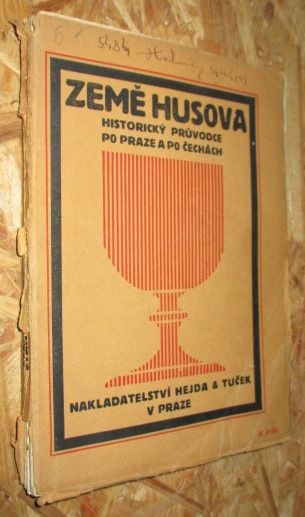 ZEMĚ HUSOVA
HISTORICKÝ PRŮVODCE
PO PRAZE A PO ČECHÁCH
NAKLADATELSTVÍ HEJDA & TUČEK
V PRAZE